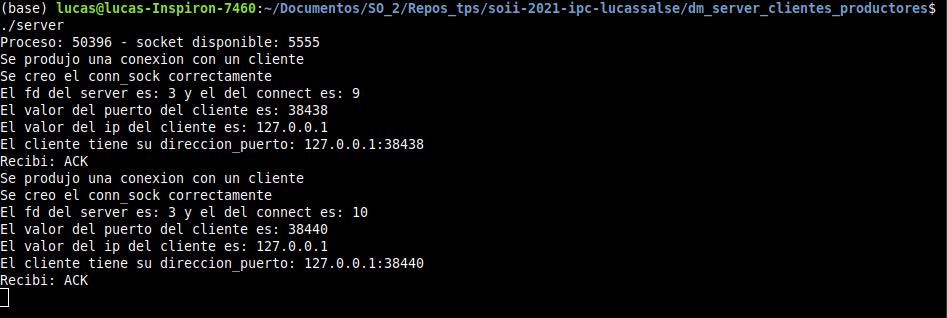 (base) lucas@lucas-Inspiron-7460:~/Documentos/SO_2/Repos_tps/soii-2021-ipc-lucassalse/dm_server_clientes_productores$
./server
Proceso: 50396 - socket disponible: 5555
Se produjo una conexion con un cliente
Se creo el conn_sock correctamente
El fd del server es: 3 y el del connect es: 9
El valor del puerto del cliente es: 38438
El valor del ip del cliente es: 127.0.0.1
El cliente tiene su direccion_puerto: 127.0.0.1:38438
Recibi: ACK
Se produjo una conexion con un cliente
Se creo el conn_sock correctamente
El fd del server es: 3 y el del connect es: 10
El valor del puerto del cliente es: 38440
El valor del ip del cliente es: 127.0.0.1
El cliente tiene su direccion_puerto: 127.0.0.1:38440
Recibi: ACK